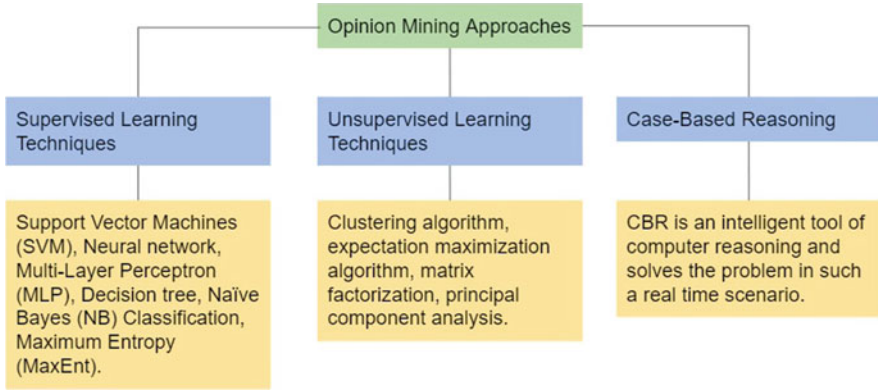 Opinion Mining Approaches
Supervised Learning
Techniques
Unsupervised Learning
Techniques
Case-Based Reasoning
Support Vector Machines
(SVM), Neural network,
Multi-Layer Perceptron
(MLP), Decision tree, Naïve
Bayes (NB) Classification,
Maximum Entropy
(MaxEnt).
Clustering algorithm,
expectation maximization
algorithm, matrix
factorization, principal
component analysis.
CBR is an intelligent tool of
computer reasoning and
solves the problem in such
a real time scenario.